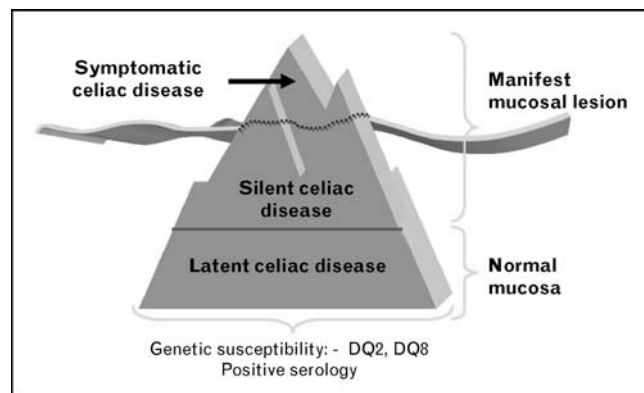 Symptomatic
celiac disease
Manifest
mucosal lesion
Silent celiac
disease
Latent celiac disease
Normal
mucosa
Genetic susceptibility: - DQ2, DQ8
Positive serology